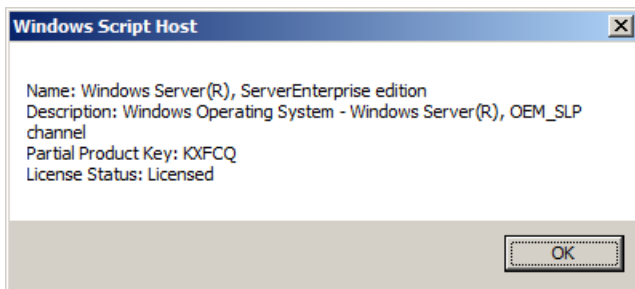 Windows Script Host
Name: Windows Server(R), ServerEnterprise edition
Description: Windows Operating System - Windows Server(R), OEM_SLP
channel
Partial Product Key: KXFCQ
License Status: Licensed
OK